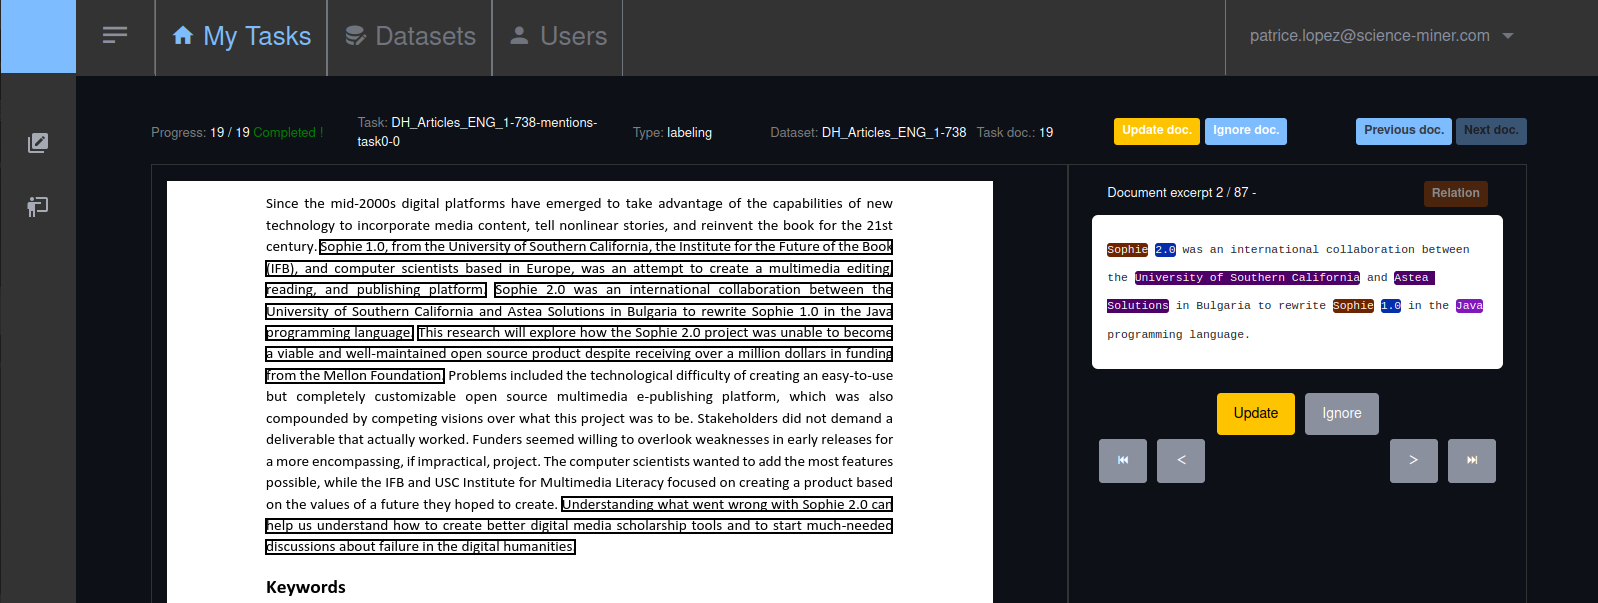 My Tasks
Datasets
Users
patrice.lopez@science-miner.com
Progress: 19 / 19 Completed !
Task: DH_Articles_ENG_1-738-mentions-
task0-0
Type: labeling
Dataset: DH_Articles_ENG_1-738
Task doc.: 19
Update doc.
Ignore doc.
Previous doc.
Next doc.
Since the mid-2000s digital platforms have emerged to take advantage of the capabilities of new
technology to incorporate media content, tell nonlinear stories, and reinvent the book for the 21st
century. Sophie 1.0, from the University of Southern California, the Institute for the Future of the Book
(IFB), and computer scientists based in Europe, was an attempt to create a multimedia editing,
reading, and publishing platform. Sophie 2.0 was an international collaboration between the
University of Southern California and Astea Solutions in Bulgaria to rewrite Sophie 1.0 in the Java
programming language. This research will explore how the Sophie 2.0 project was unable to become
a viable and well-maintained open source product despite receiving over a million dollars in funding
from the Mellon Foundation. Problems included the technological difficulty of creating an easy-to-use
but completely customizable open source multimedia e-publishing platform, which was also
compounded by competing visions over what this project was to be. Stakeholders did not demand a
deliverable that actually worked. Funders seemed willing to overlook weaknesses in early releases for
a more encompassing, if impractical, project. The computer scientists wanted to add the most features
possible, while the IFB and USC Institute for Multimedia Literacy focused on creating a product based
on the values of a future they hoped to create. Understanding what went wrong with Sophie 2.0 can
help us understand how to create better digital media scholarship tools and to start much-needed
discussions about failure in the digital humanities.
Keywords
Document excerpt 2 / 87 -
Relation
Sophie 2.0 was an international collaboration between
the University of Southern California and Astea
Solutions in Bulgaria to rewrite Sophie 1.0 in the Java
programming language.
Update
Ignore
<
>